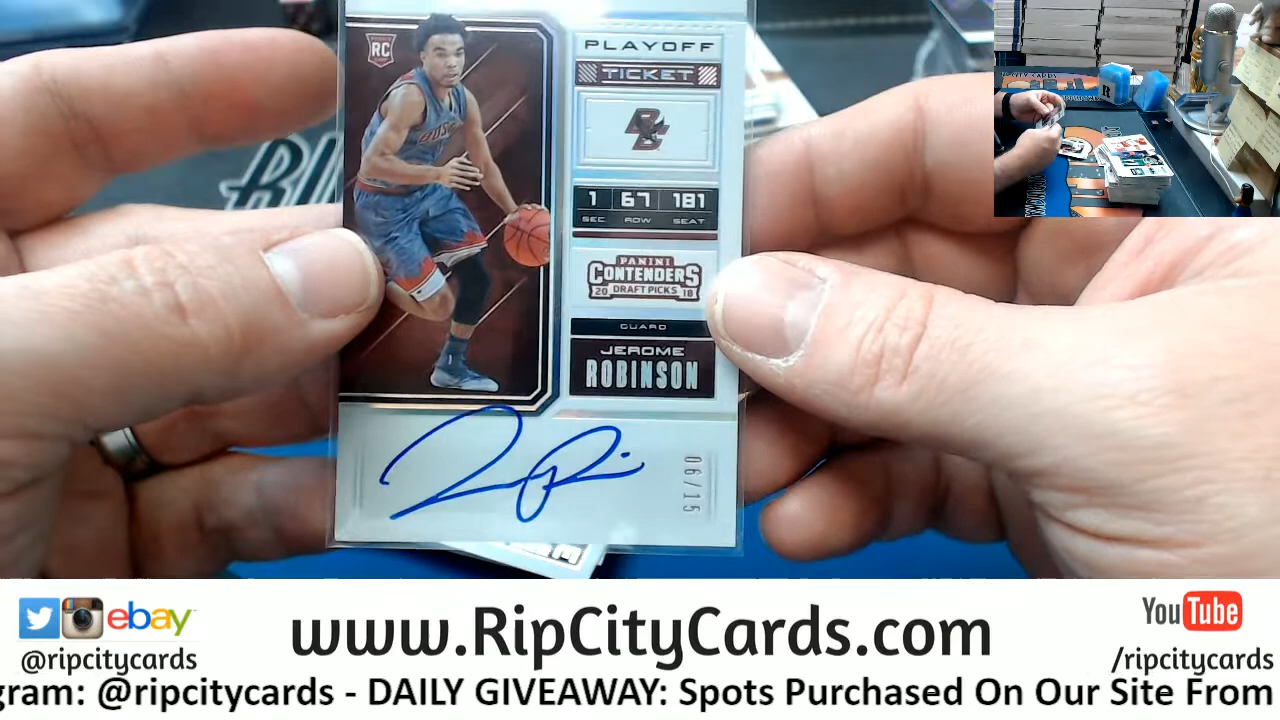 RC
PLAYOFF
TICKET
BC
1 67 181
SEC ROW SEAT
PANINI
CONTENDERS
20 DRAFT PICKS 18
GUARD
JEROME
ROBINSON
06/15
ebay
@ripcitycards
www.RipCityCards.com
YouTube
/ripcitycards
gram: @ripcitycards - DAILY GIVEAWAY: Spots Purchased On Our Site From